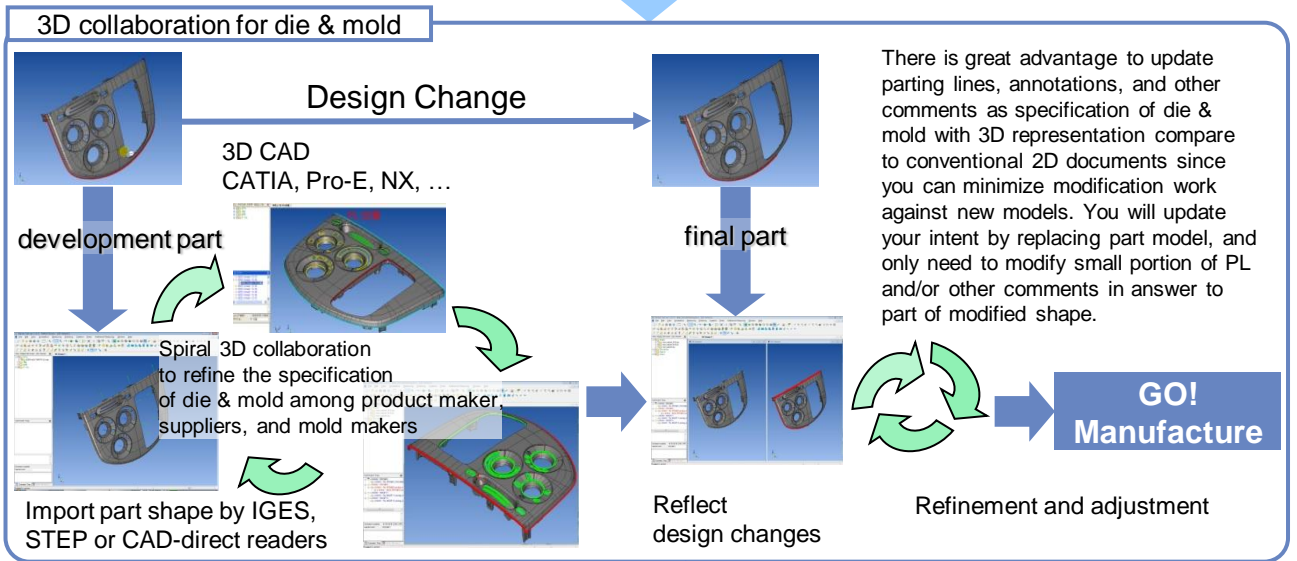 3D collaboration for die & mold
Design Change
There is great advantage to update
parting lines, annotations, and other
comments as specification of die &
mold with 3D representation compare
to conventional 2D documents since
you can minimize modification work
against new models. You will update
your intent by replacing part model, and
only need to modify small portion of PL
and/or other comments in answer to
part of modified shape.
3D CAD
CATIA, Pro-E, NX, …
development part
final part
Spiral 3D collaboration
to refine the specification
of die & mold among product maker,
suppliers, and mold makers
GO!
Manufacture
Import part shape by IGES,
STEP or CAD-direct readers
Reflect
design changes
Refinement and adjustment